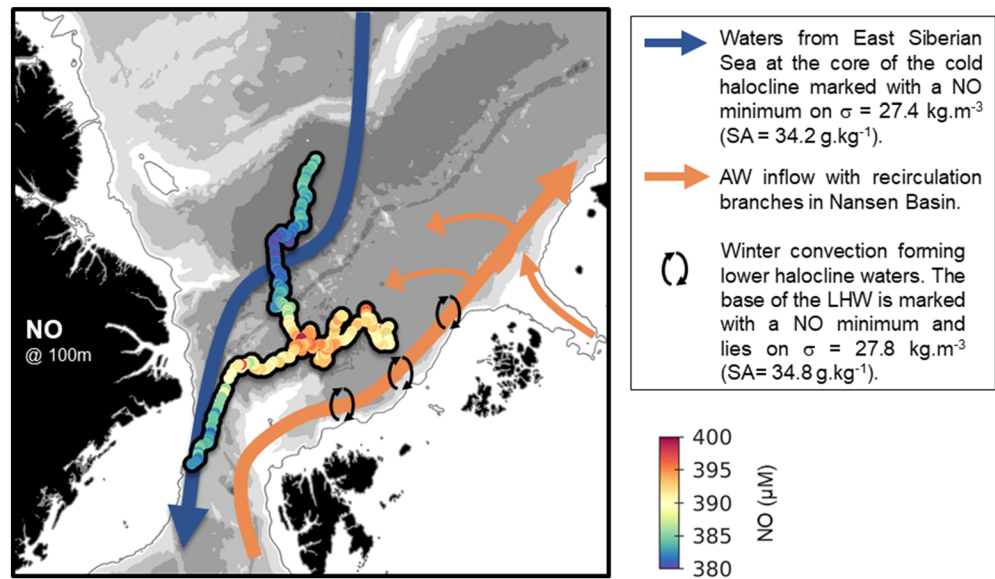 NO
@ 100m
Waters from East Siberian
Sea at the core of the cold
halocline marked with a NO
minimum on σ = 27.4 kg.m-3
(SA = 34.2 g.kg-1).
AW inflow with recirculation
branches in Nansen Basin.
Winter convection forming
lower halocline waters. The
base of the LHW is marked
with a NO minimum and
lies on σ = 27.8 kg.m-3
(SA= 34.8 g.kg-1).
400
395
390
385
380
NO (μM)